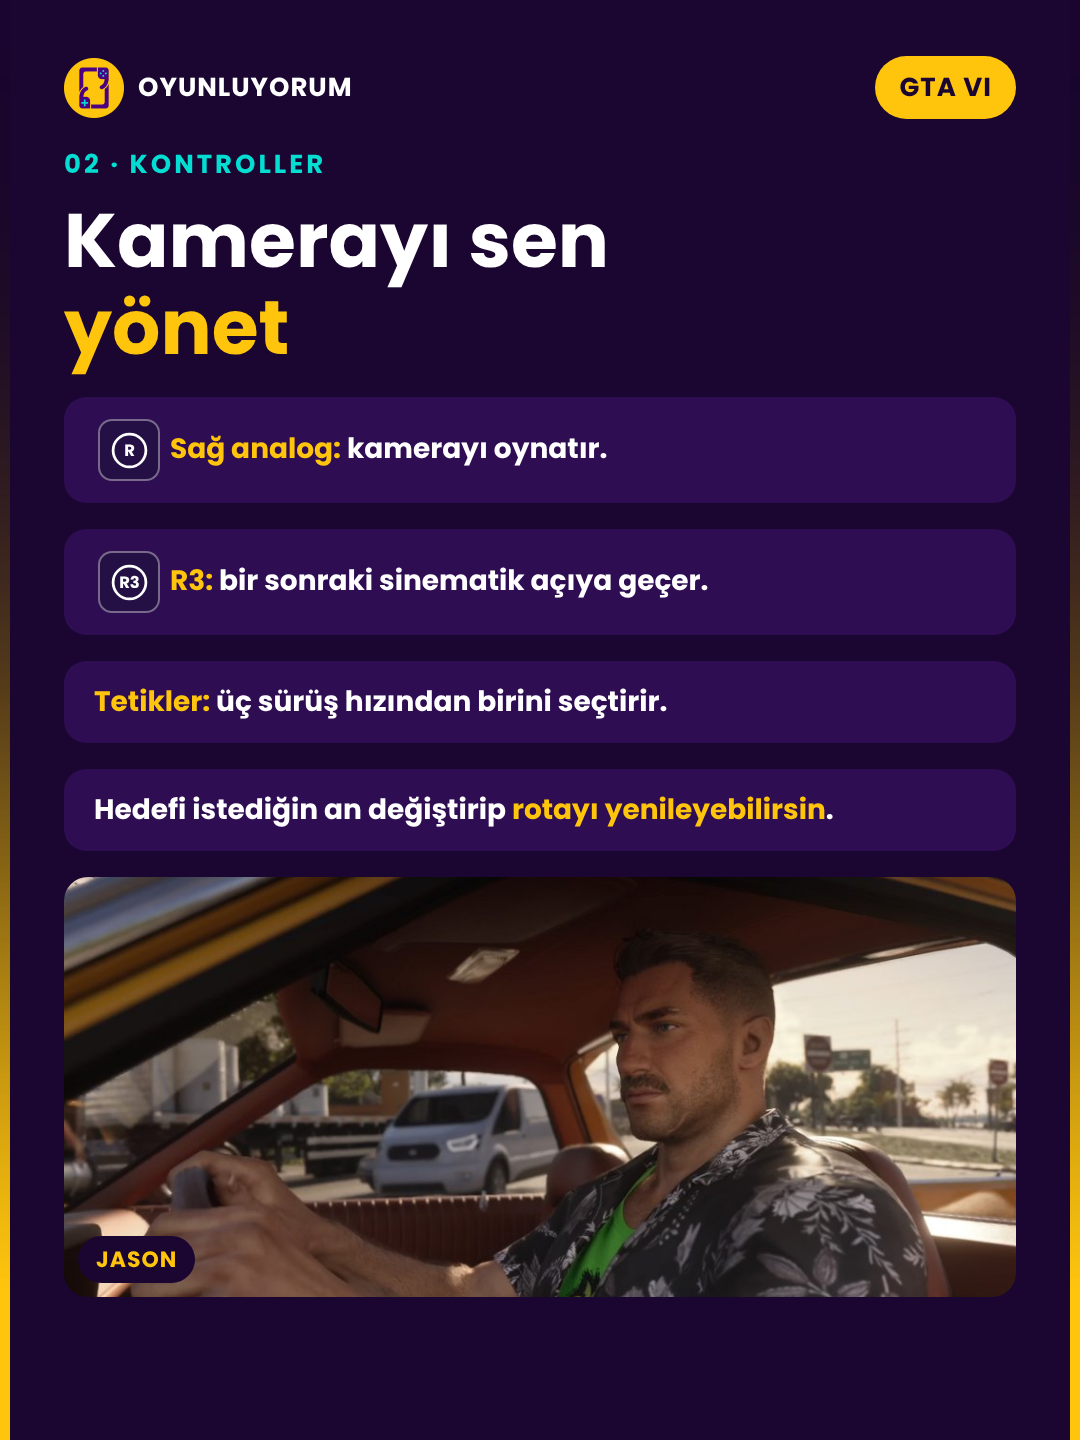 OYUNLUYORUM
GTA VI
02 · KONTROLLER
Kamerayı sen
yönet
R Sağ analog: kamerayı oynatır.
R3 R3: bir sonraki sinematik açıya geçer.
Tetikler: üç sürüş hızından birini seçtirir.
Hedefi istediğin an değiştirip rotayı yenileyebilirsin.
JASON